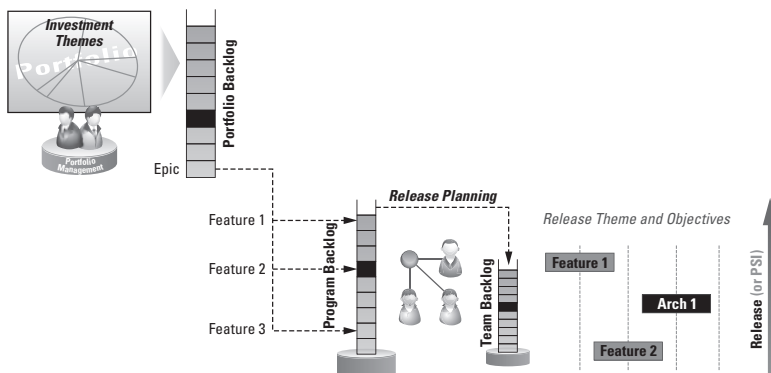 Investment
Themes
Portfolio
Portfolio
Management
Portfolio Backlog
Epic
Feature 1
Feature 2
Feature 3
Program Backlog
Release Planning
Team Backlog
Release Theme and Objectives
Feature 1
Arch 1
Feature 2
Release (or PSI)